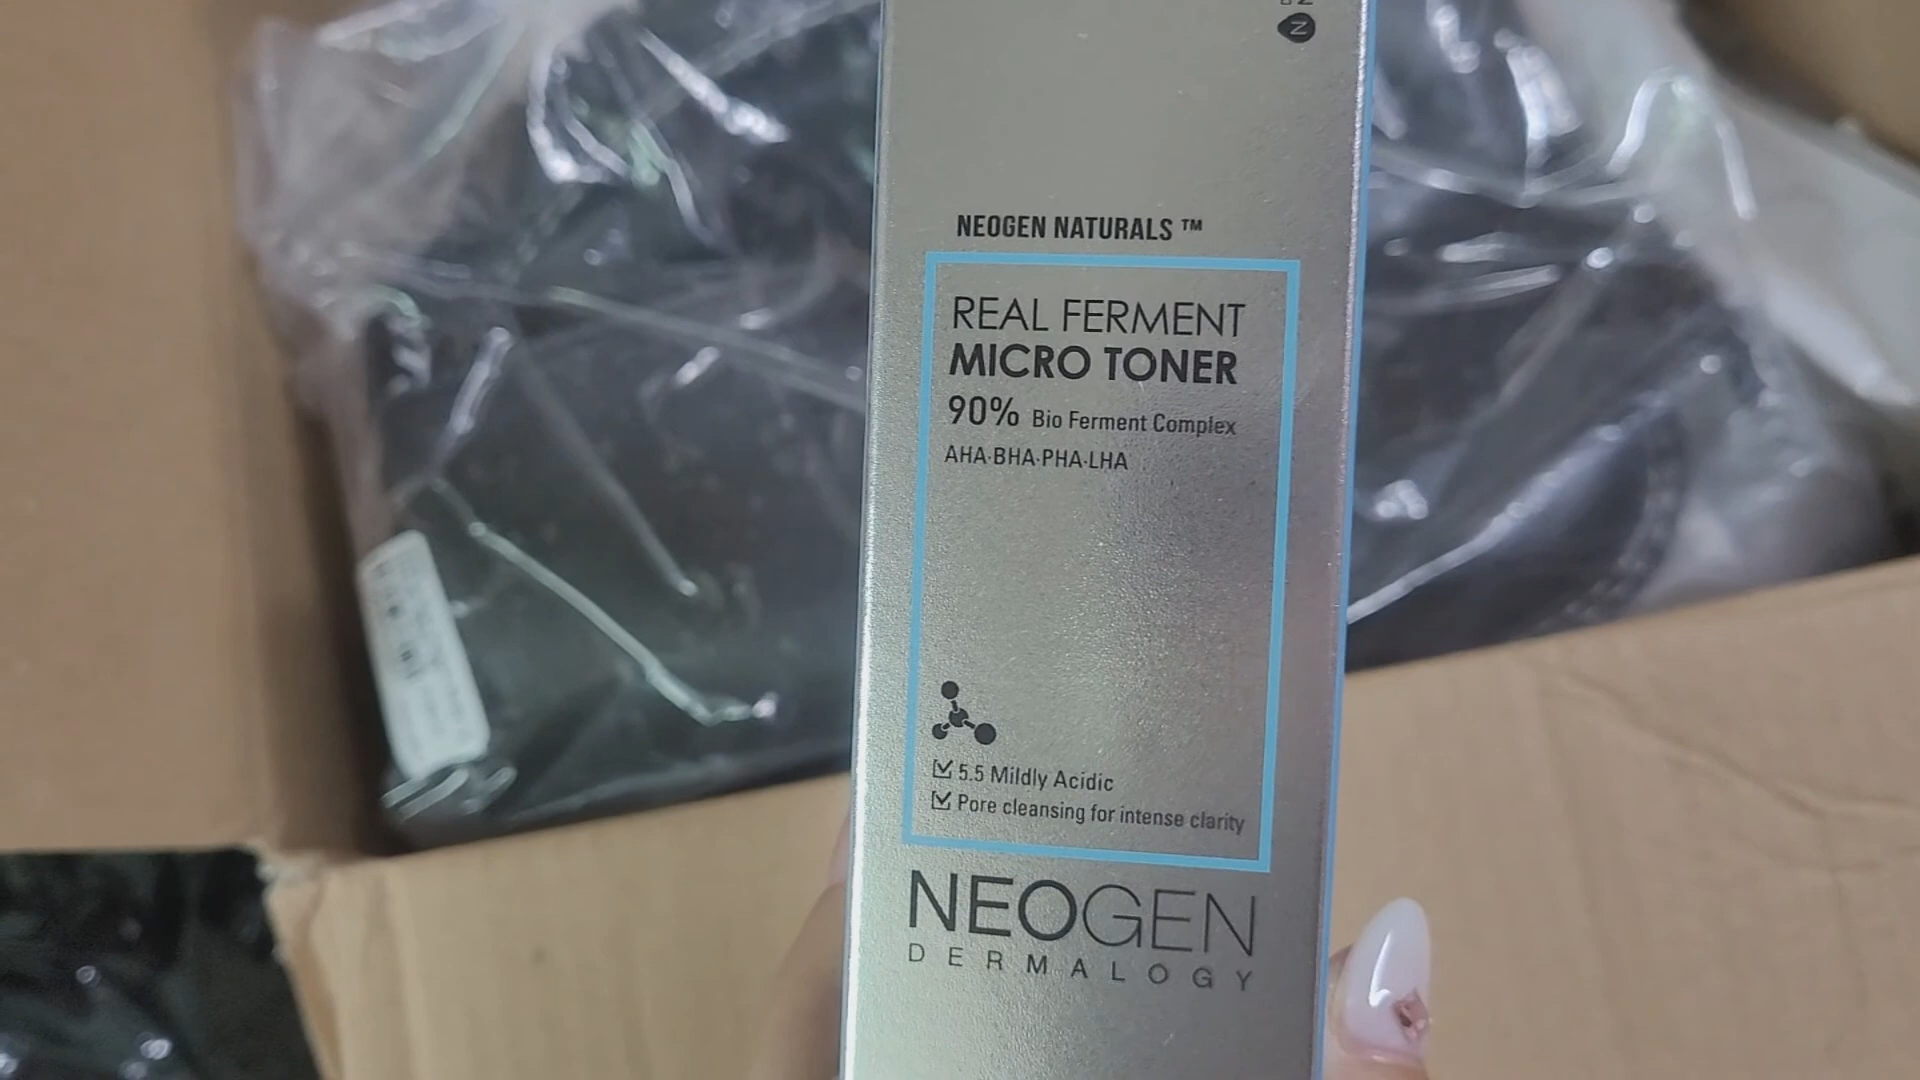 NEOGEN NATURALS ™
REAL FERMENT
MICRO TONER
90% Bio Ferment Complex
AHA·BHA·PHA·LHA
5.5 Mildly Acidic
Pore cleansing for intense clarity
NEOGEN
DERMALOGY